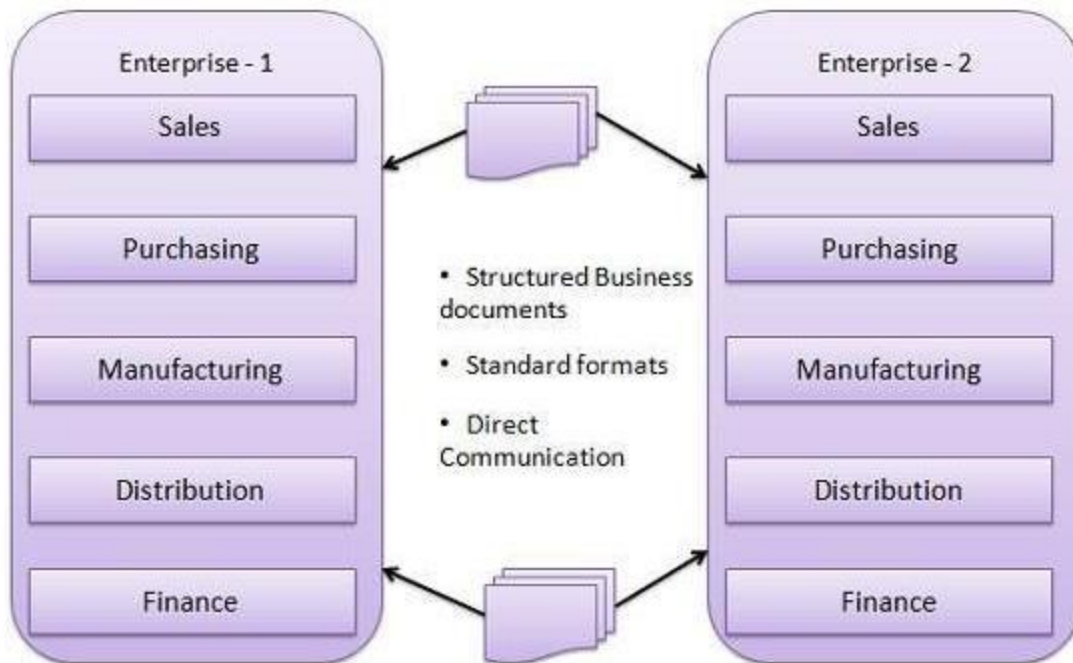 Enterprise - 1
Sales
Purchasing
Manufacturing
Distribution
Finance
• Structured Business
documents
• Standard formats
• Direct
Communication
Enterprise - 2
Sales
Purchasing
Manufacturing
Distribution
Finance